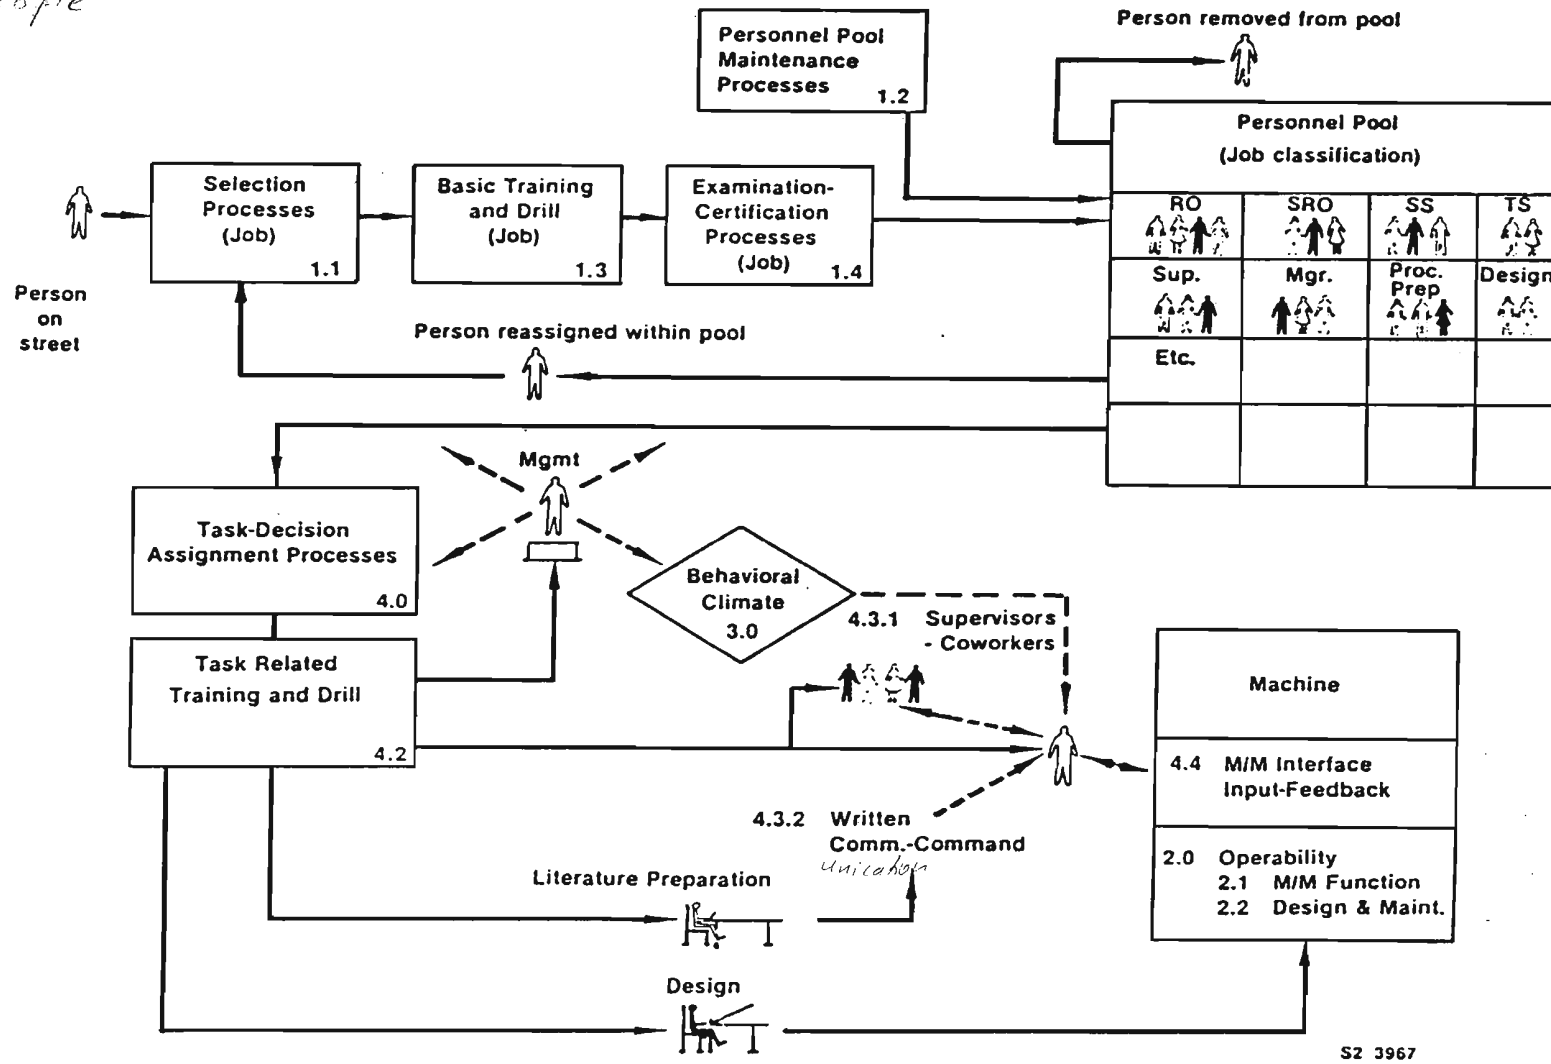 Person removed from pool
Personnel Pool
Maintenance
Processes
1.2
Personnel Pool
(Job classification)
Selection
Processes
(Job)
1.1
Basic Training
and Drill
(Job)
1.3
Examination-
Certification
Processes
(Job)
1.4
RO SRO SS TS
Sup. Mgr. Proc. Prep Design
Etc.
Person
on
street
Person reassigned within pool
Mgmt
Task-Decision
Assignment Processes
4.0
Behavioral
Climate
3.0
4.3.1 Supervisors
- Coworkers
Task Related
Training and Drill
4.2
Machine
4.4 M/M Interface
Input-Feedback
4.3.2 Written
Comm.-Command
unication
2.0 Operability
2.1 M/M Function
2.2 Design & Maint.
Literature Preparation
Design
S2 3967